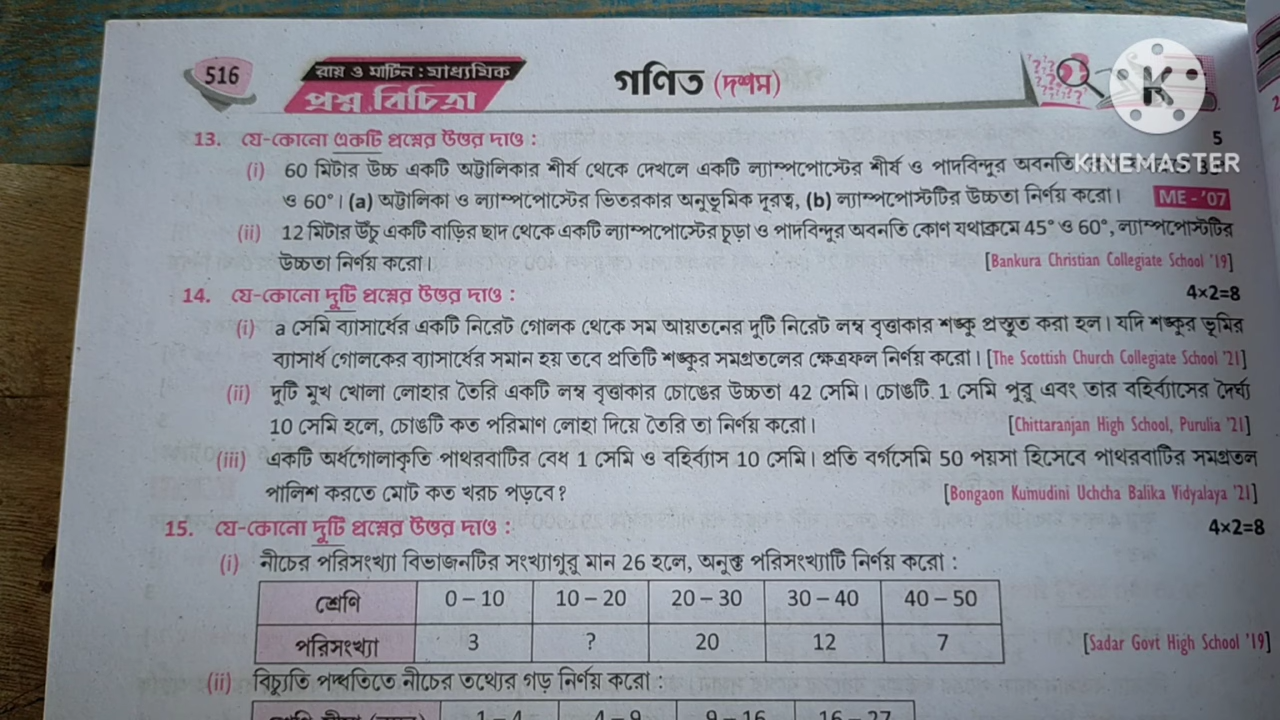 516
রায় ও মার্টিন : মাধ্যমিক
প্রশ্ন বিচিত্রা
গণিত (দশম)
K
KINEMASTER
13. যে-কোনো একটি প্রশ্নের উত্তর দাও : 5
(i) 60 মিটার উচ্চ একটি অট্টালিকার শীর্ষ থেকে দেখলে একটি ল্যাম্পপোস্টের শীর্ষ ও পাদবিন্দুর অবনতি
ও 60°। (a) অট্টালিকা ও ল্যাম্পপোস্টের ভিতরকার অনুভূমিক দূরত্ব, (b) ল্যাম্পপোস্টটির উচ্চতা নির্ণয় করো। ME - '07
(ii) 12 মিটার উঁচু একটি বাড়ির ছাদ থেকে একটি ল্যাম্পপোস্টের চূড়া ও পাদবিন্দুর অবনতি কোণ যথাক্রমে 45° ও 60°, ল্যাম্পপোস্টটির
উচ্চতা নির্ণয় করো। [Bankura Christian Collegiate School '19]
14. যে-কোনো দুটি প্রশ্নের উত্তর দাও : 4×2=8
(i) a সেমি ব্যাসার্ধের একটি নিরেট গোলক থেকে সম আয়তনের দুটি নিরেট লম্ব বৃত্তাকার শঙ্কু প্রস্তুত করা হল। যদি শঙ্কুর ভূমির
ব্যাসার্ধ গোলকের ব্যাসার্ধের সমান হয় তবে প্রতিটি শঙ্কুর সমগ্রতলের ক্ষেত্রফল নির্ণয় করো। [The Scottish Church Collegiate School '21]
(ii) দুটি মুখ খোলা লোহার তৈরি একটি লম্ব বৃত্তাকার চোঙের উচ্চতা 42 সেমি। চোঙটি 1 সেমি পুরু এবং তার বহির্ব্যাসের দৈর্ঘ্য
10 সেমি হলে, চোঙটি কত পরিমাণ লোহা দিয়ে তৈরি তা নির্ণয় করো। [Chittaranjan High School, Purulia '21]
(iii) একটি অর্ধগোলাকৃতি পাথরবাটির বেধ 1 সেমি ও বহির্ব্যাস 10 সেমি। প্রতি বর্গসেমি 50 পয়সা হিসেবে পাথরবাটির সমগ্রতল
পালিশ করতে মোট কত খরচ পড়বে? [Bongaon Kumudini Uchcha Balika Vidyalaya '21]
15. যে-কোনো দুটি প্রশ্নের উত্তর দাও : 4×2=8
(i) নীচের পরিসংখ্যা বিভাজনটির সংখ্যাগুরু মান 26 হলে, অনুক্ত পরিসংখ্যাটি নির্ণয় করো :
শ্রেণি 0 – 10 10 – 20 20 – 30 30 – 40 40 – 50
পরিসংখ্যা 3 ? 20 12 7 [Sadar Govt High School '19]
(ii) বিচ্যুতি পদ্ধতিতে নীচের তথ্যের গড় নির্ণয় করো :
1 – 4 4 – 9 9 – 16 16 – 27